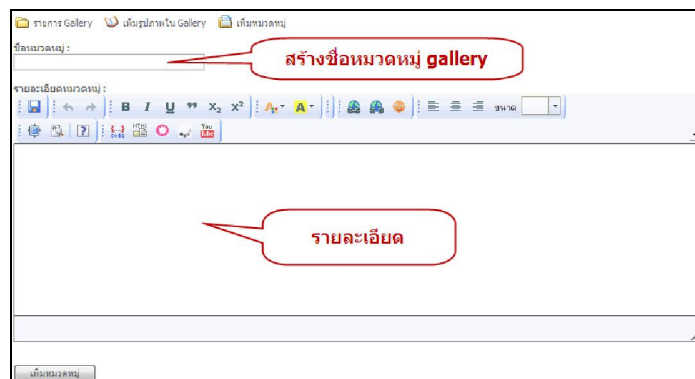 รายการ Gallery เพิ่มรูปภาพใน Gallery เพิ่มหมวดหมู่
ชื่อหมวดหมู่ :
สร้างชื่อหมวดหมู่ gallery
รายละเอียดหมวดหมู่ :
B I U X₂ X² A A ขนาด
You Tube
รายละเอียด
เพิ่มหมวดหมู่